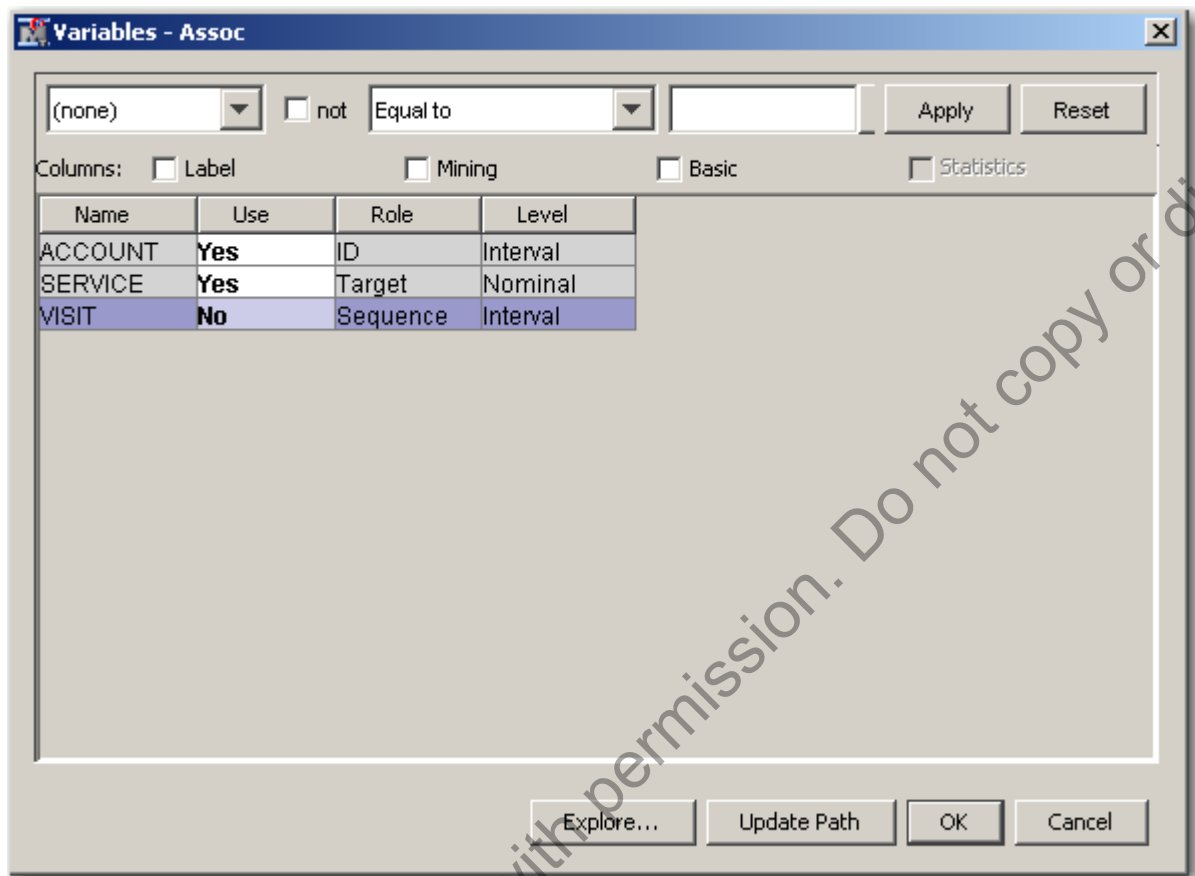 Variables - Assoc
(none) not Equal to Apply Reset
Columns: Label Mining Basic Statistics
Name Use Role Level
ACCOUNT Yes ID Interval
SERVICE Yes Target Nominal
VISIT No Sequence Interval
Explore... Update Path OK Cancel
with permission. Do not copy or